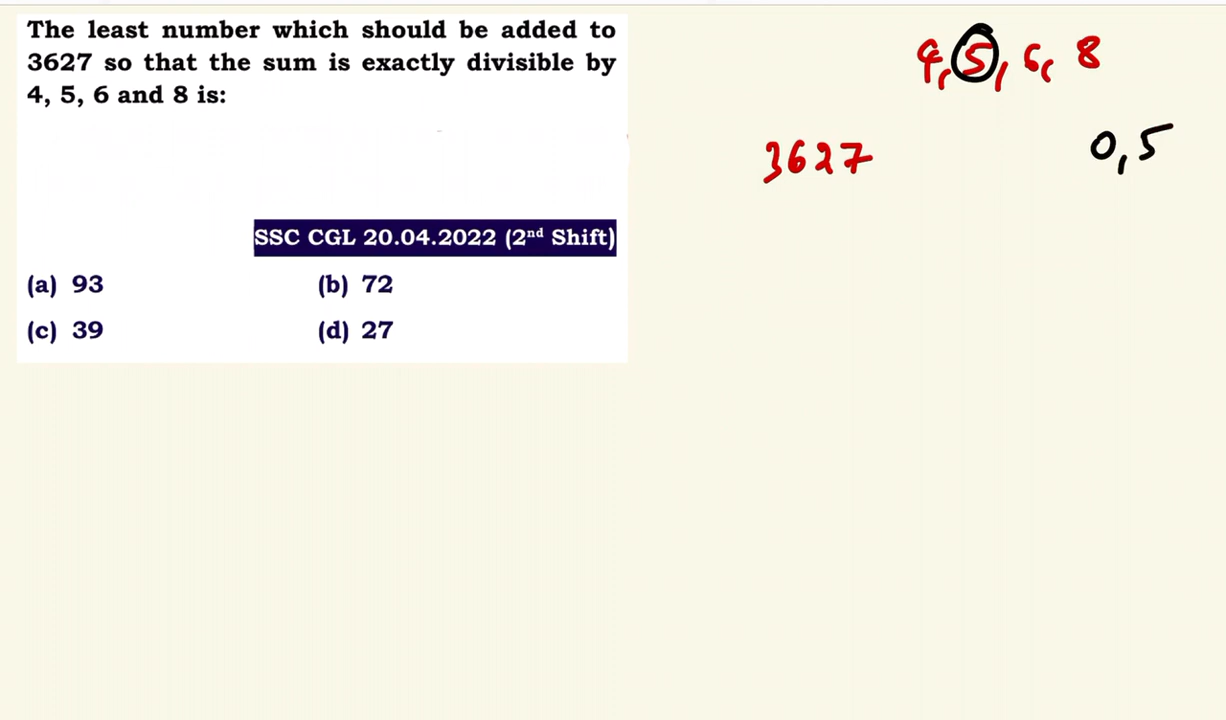 The least number which should be added to
3627 so that the sum is exactly divisible by
4, 5, 6 and 8 is:
SSC CGL 20.04.2022 (2nd Shift)
(a) 93 (b) 72
(c) 39 (d) 27
4, 5, 6, 8
3627 0, 5